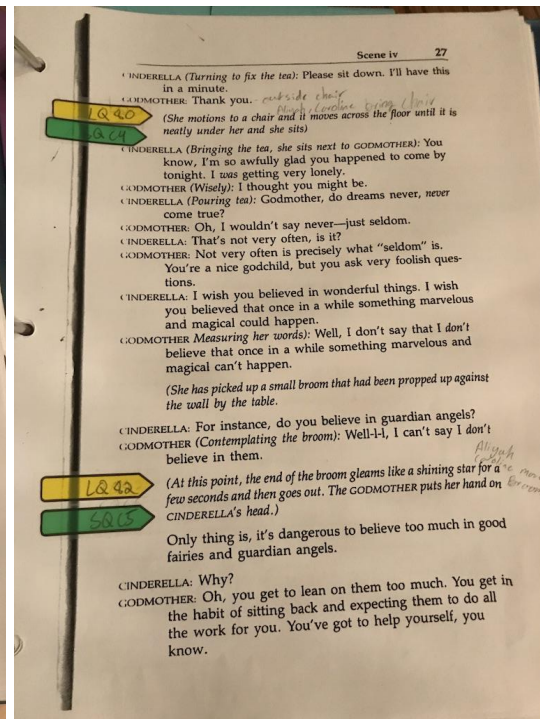 Scene iv 27
CINDERELLA (Turning to fix the tea): Please sit down. I'll have this
in a minute.
GODMOTHER: Thank you. outside chair
Aliyah, Caroline bring chair
LQ 20
(She motions to a chair and it moves across the floor until it is
neatly under her and she sits)
CINDERELLA (Bringing the tea, she sits next to GODMOTHER): You
know, I'm so awfully glad you happened to come by
tonight. I was getting very lonely.
GODMOTHER (Wisely): I thought you might be.
CINDERELLA (Pouring tea): Godmother, do dreams never, never
come true?
GODMOTHER: Oh, I wouldn't say never—just seldom.
CINDERELLA: That's not very often, is it?
GODMOTHER: Not very often is precisely what "seldom" is.
You're a nice godchild, but you ask very foolish ques-
tions.
CINDERELLA: I wish you believed in wonderful things. I wish
you believed that once in a while something marvelous
and magical could happen.
GODMOTHER Measuring her words): Well, I don't say that I don't
believe that once in a while something marvelous and
magical can't happen.
(She has picked up a small broom that had been propped up against
the wall by the table.
CINDERELLA: For instance, do you believe in guardian angels?
GODMOTHER (Contemplating the broom): Well-l-l, I can't say I don't
believe in them.
Aliyah
LQ 22
(At this point, the end of the broom gleams like a shining star for a
few seconds and then goes out. The GODMOTHER puts her hand on
SQ 15
CINDERELLA's head.)
Only thing is, it's dangerous to believe too much in good
fairies and guardian angels.
CINDERELLA: Why?
GODMOTHER: Oh, you get to lean on them too much. You get in
the habit of sitting back and expecting them to do all
the work for you. You've got to help yourself, you
know.